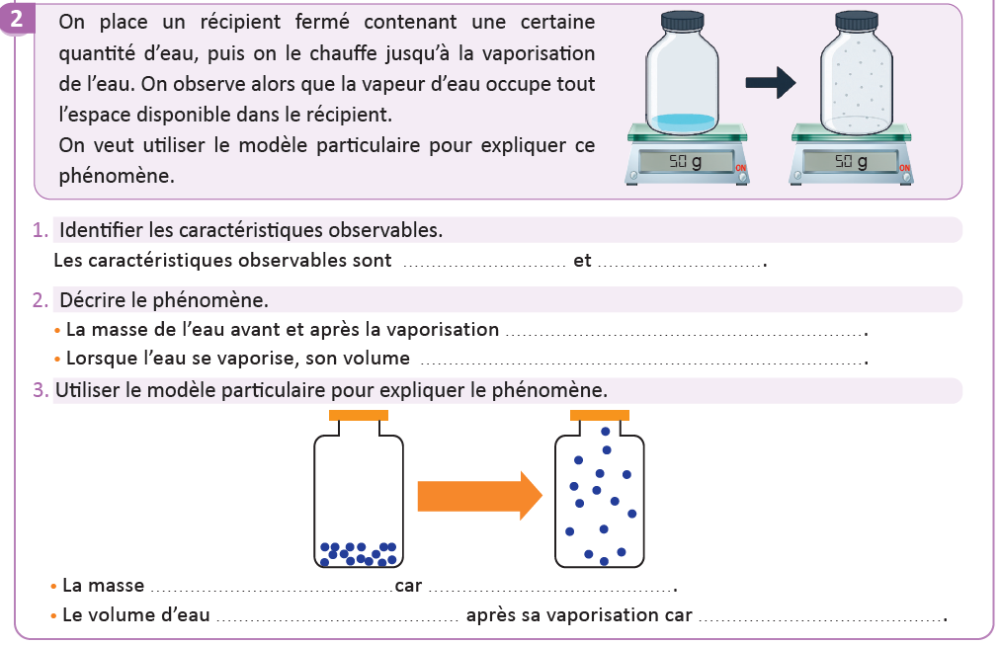 2
On place un récipient fermé contenant une certaine
quantité d'eau, puis on le chauffe jusqu'à la vaporisation
de l'eau. On observe alors que la vapeur d'eau occupe tout
l'espace disponible dans le récipient.
On veut utiliser le modèle particulaire pour expliquer ce
phénomène.
50 g ON
50 g ON
1. Identifier les caractéristiques observables.
Les caractéristiques observables sont ............................ et .............................
2. Décrire le phénomène.
• La masse de l'eau avant et après la vaporisation .............................................................
• Lorsque l'eau se vaporise, son volume ............................................................................
3. Utiliser le modèle particulaire pour expliquer le phénomène.
• La masse ..........................................car ...........................................
• Le volume d'eau .......................................... après sa vaporisation car ...........................................